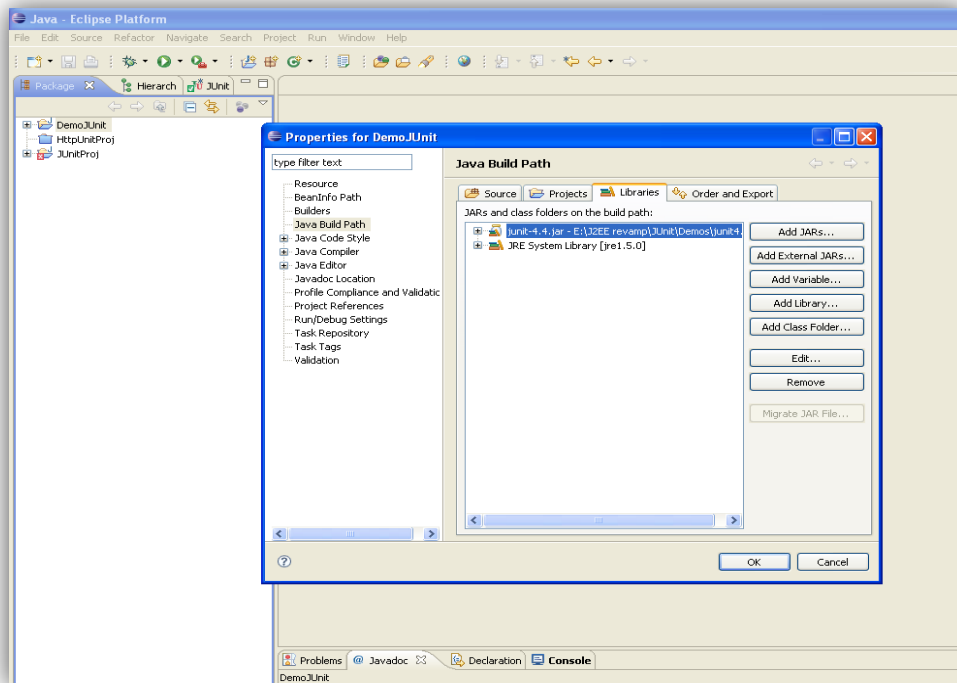 Java - Eclipse Platform
File Edit Source Refactor Navigate Search Project Run Window Help
Package Hierarch JUnit
DemoJUnit
HttpUnitProj
JUnitProj
Properties for DemoJUnit
type filter text
Resource
BeanInfo Path
Builders
Java Build Path
Java Code Style
Java Compiler
Java Editor
Javadoc Location
Profile Compliance and Validatic
Project References
Run/Debug Settings
Task Repository
Task Tags
Validation
Java Build Path
Source Projects Libraries Order and Export
JARs and class folders on the build path:
junit-4.4.jar - E:\J2EE revamp\JUnit\Demos\junit4.
JRE System Library [jre1.5.0]
Add JARs...
Add External JARs...
Add Variable...
Add Library...
Add Class Folder...
Edit...
Remove
Migrate JAR File...
OK Cancel
Problems @ Javadoc Declaration Console
DemoJUnit